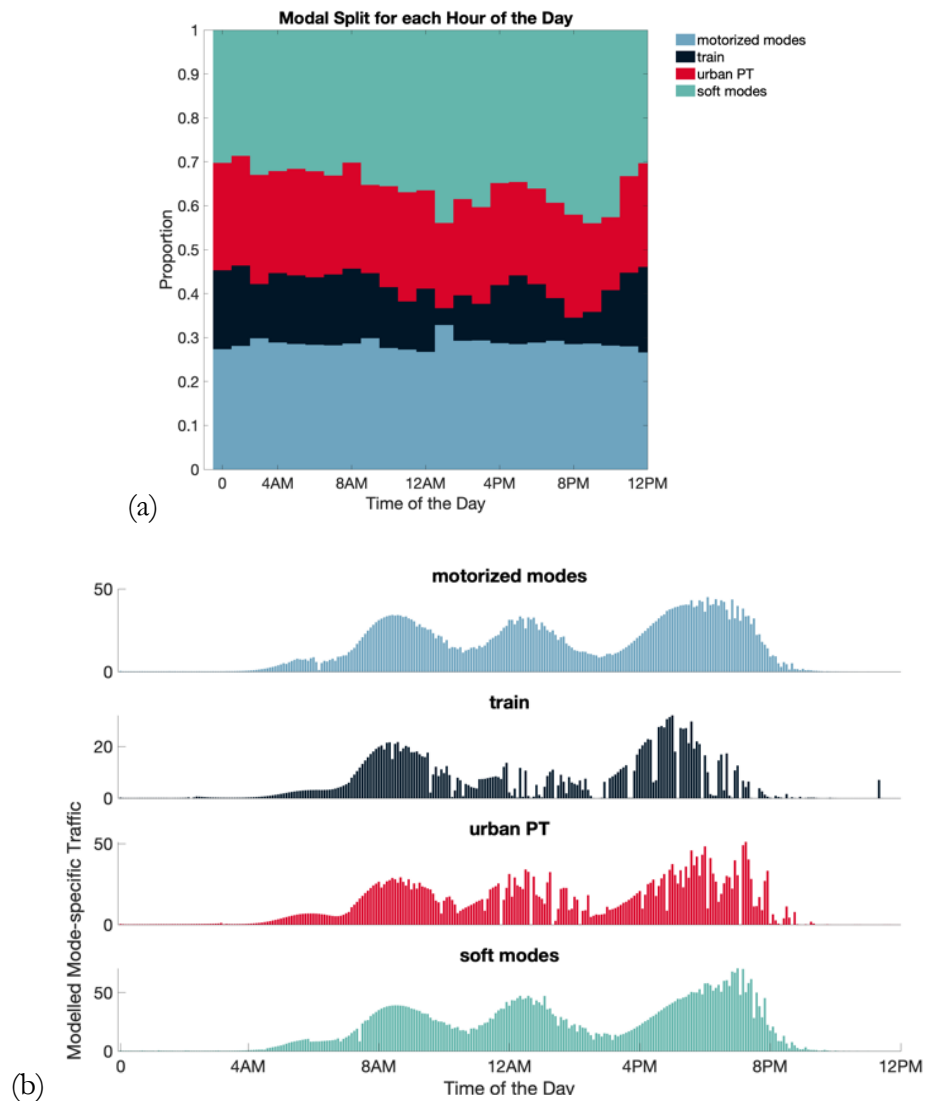 Modal Split for each Hour of the Day
1
0.9
0.8
0.7
0.6
0.5
0.4
0.3
0.2
0.1
0
Proportion
0 4AM 8AM 12AM 4PM 8PM 12PM
Time of the Day
motorized modes
train
urban PT
soft modes
(a)
Modelled Mode-specific Traffic
motorized modes
50
0
train
20
0
urban PT
50
0
soft modes
50
0
0 4AM 8AM 12AM 4PM 8PM 12PM
Time of the Day
(b)